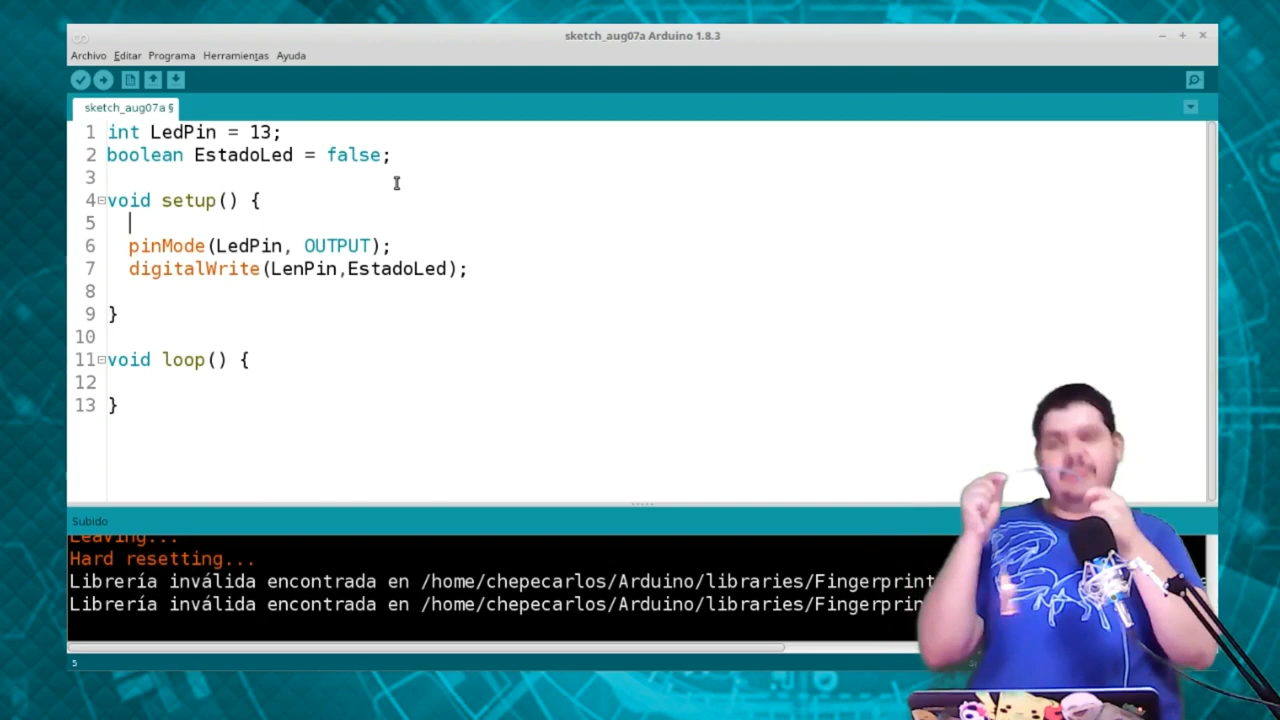 sketch_aug07a Arduino 1.8.3
Archivo Editar Programa Herramientas Ayuda
sketch_aug07a §
1 int LedPin = 13;
2 boolean EstadoLed = false;
3
4 void setup() {
5
6 pinMode(LedPin, OUTPUT);
7 digitalWrite(LenPin,EstadoLed);
8
9 }
10
11 void loop() {
12
13 }
Subido
Leaving...
Hard resetting...
Librería inválida encontrada en /home/chepecarlos/Arduino/libraries/Fingerprint
Librería inválida encontrada en /home/chepecarlos/Arduino/libraries/Fingerprin
5